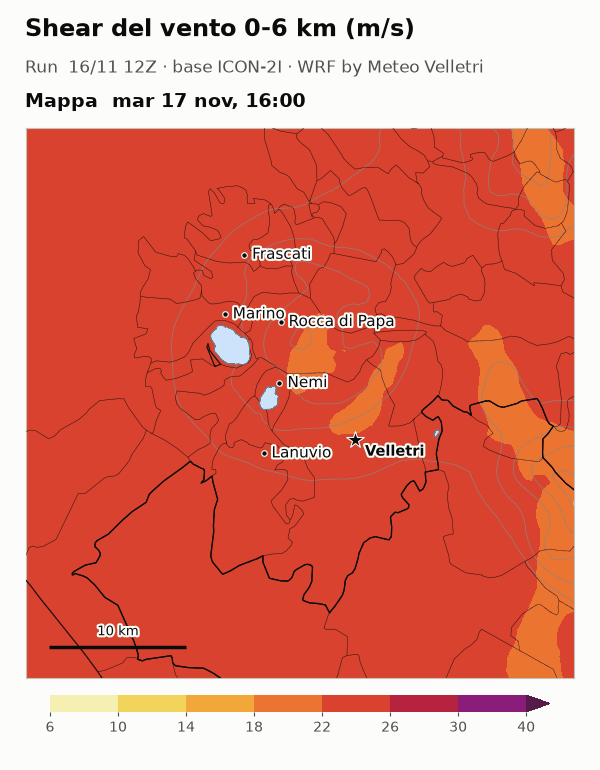 Shear del vento 0-6 km (m/s)
Run  16/11 12Z · base ICON-2I · WRF by Meteo Velletri
Mappa  mar 17 nov, 16:00
Frascati
Marino
Rocca di Papa
Nemi
Velletri
Lanuvio
10 km
6 10 14 18 22 26 30 40